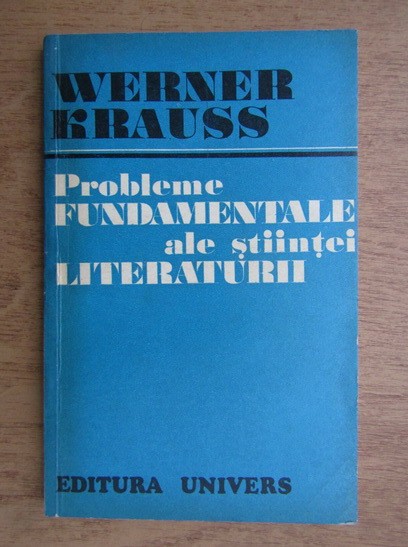 WERNER
KRAUSS
Probleme
FUNDAMENTALE
ale științei
LITERATURII
EDITURA UNIVERS